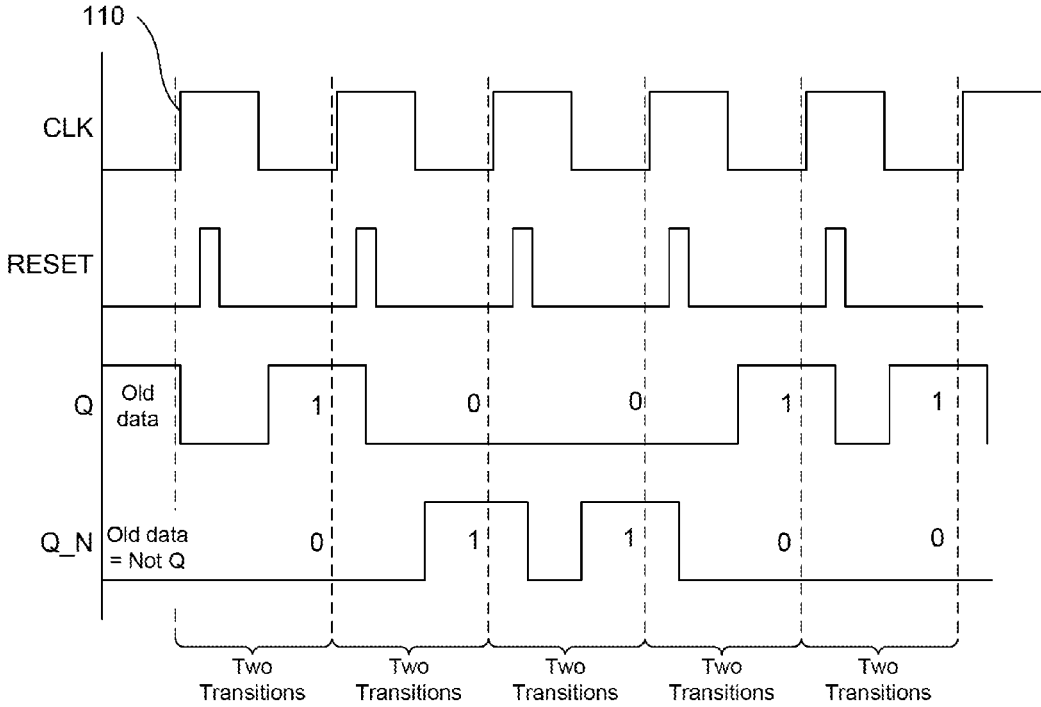 110
CLK
RESET
Q
Old
data
1
0
0
1
1
Q_N
Old data
= Not Q
0
1
1
0
0
Two
Transitions
Two
Transitions
Two
Transitions
Two
Transitions
Two
Transitions